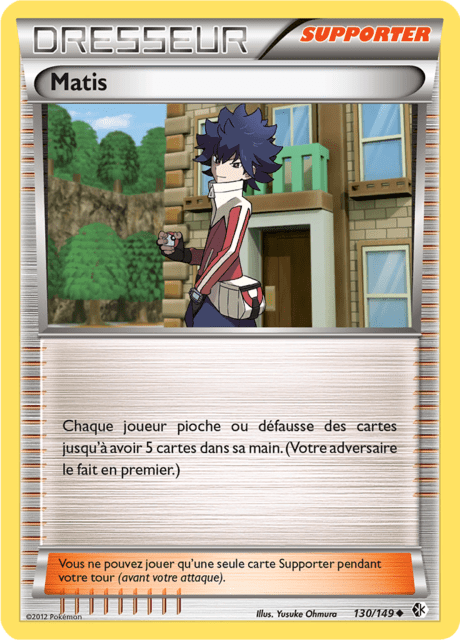 DRESSEUR SUPPORTER
Matis
Chaque joueur pioche ou défausse des cartes
jusqu'à avoir 5 cartes dans sa main. (Votre adversaire
le fait en premier.)
Vous ne pouvez jouer qu'une seule carte Supporter pendant
votre tour (avant votre attaque).
©2012 Pokémon Illus. Yusuke Ohmura 130/149